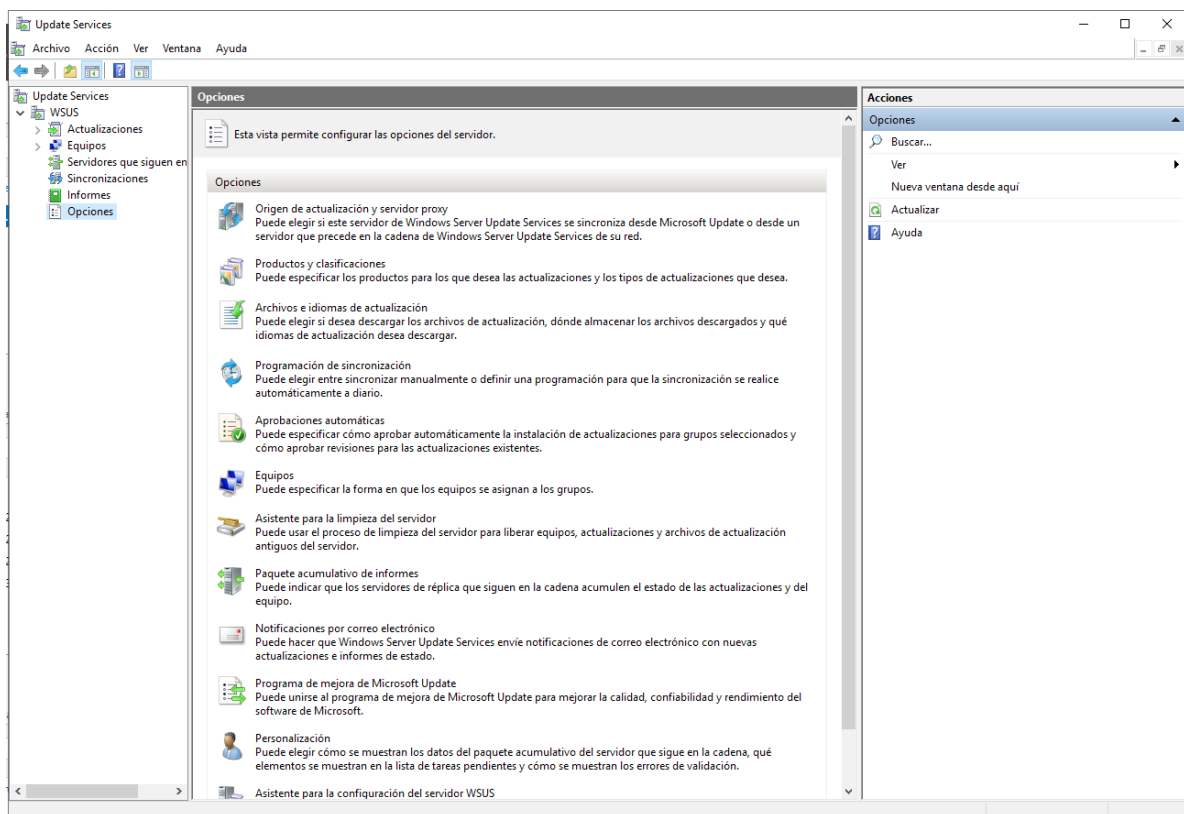 Update Services
Archivo Acción Ver Ventana Ayuda
Update Services
WSUS
Actualizaciones
Equipos
Servidores que siguen en
Sincronizaciones
Informes
Opciones
Opciones
Esta vista permite configurar las opciones del servidor.
Opciones
Origen de actualización y servidor proxy
Puede elegir si este servidor de Windows Server Update Services se sincroniza desde Microsoft Update o desde un
servidor que precede en la cadena de Windows Server Update Services de su red.
Productos y clasificaciones
Puede especificar los productos para los que desea las actualizaciones y los tipos de actualizaciones que desea.
Archivos e idiomas de actualización
Puede elegir si desea descargar los archivos de actualización, dónde almacenar los archivos descargados y qué
idiomas de actualización desea descargar.
Programación de sincronización
Puede elegir entre sincronizar manualmente o definir una programación para que la sincronización se realice
automáticamente a diario.
Aprobaciones automáticas
Puede especificar cómo aprobar automáticamente la instalación de actualizaciones para grupos seleccionados y
cómo aprobar revisiones para las actualizaciones existentes.
Equipos
Puede especificar la forma en que los equipos se asignan a los grupos.
Asistente para la limpieza del servidor
Puede usar el proceso de limpieza del servidor para liberar equipos, actualizaciones y archivos de actualización
antiguos del servidor.
Paquete acumulativo de informes
Puede indicar que los servidores de réplica que siguen en la cadena acumulen el estado de las actualizaciones y del
equipo.
Notificaciones por correo electrónico
Puede hacer que Windows Server Update Services envíe notificaciones de correo electrónico con nuevas
actualizaciones e informes de estado.
Programa de mejora de Microsoft Update
Puede unirse al programa de mejora de Microsoft Update para mejorar la calidad, confiabilidad y rendimiento del
software de Microsoft.
Personalización
Puede elegir cómo se muestran los datos del paquete acumulativo del servidor que sigue en la cadena, qué
elementos se muestran en la lista de tareas pendientes y cómo se muestran los errores de validación.
Asistente para la configuración del servidor WSUS
Acciones
Opciones
Buscar...
Ver
Nueva ventana desde aquí
Actualizar
Ayuda